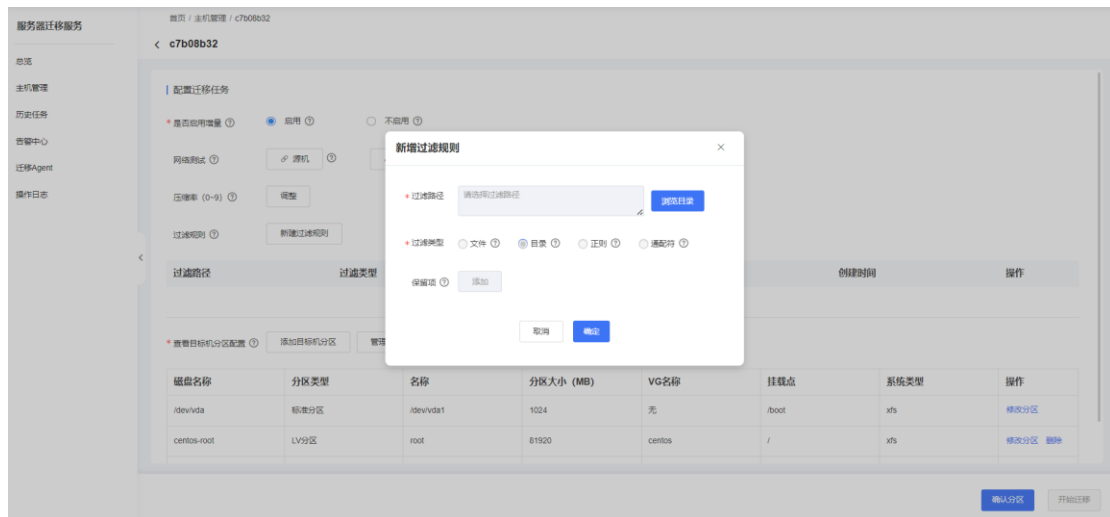 服务器迁移服务
总览
主机管理
历史任务
告警中心
迁移Agent
操作日志
首页 / 主机管理 / c7b08b32
c7b08b32
配置迁移任务
* 是否启用增量 启用 不启用
网络测试 源机
压缩率 (0~9) 调整
过滤规则 新建过滤规则
过滤路径 过滤类型 创建时间 操作
* 查看目标机分区配置 添加目标机分区 管理
磁盘名称 分区类型 名称 分区大小 (MB) VG名称 挂载点 系统类型 操作
/dev/vda 标准分区 /dev/vda1 1024 无 /boot xfs 修改分区
centos-root LV分区 root 81920 centos / xfs 修改分区 删除
确认分区 开始迁移
新增过滤规则
* 过滤路径 请选择过滤路径 浏览目录
* 过滤类型 文件 目录 正则 通配符
保留项 添加
取消 确定